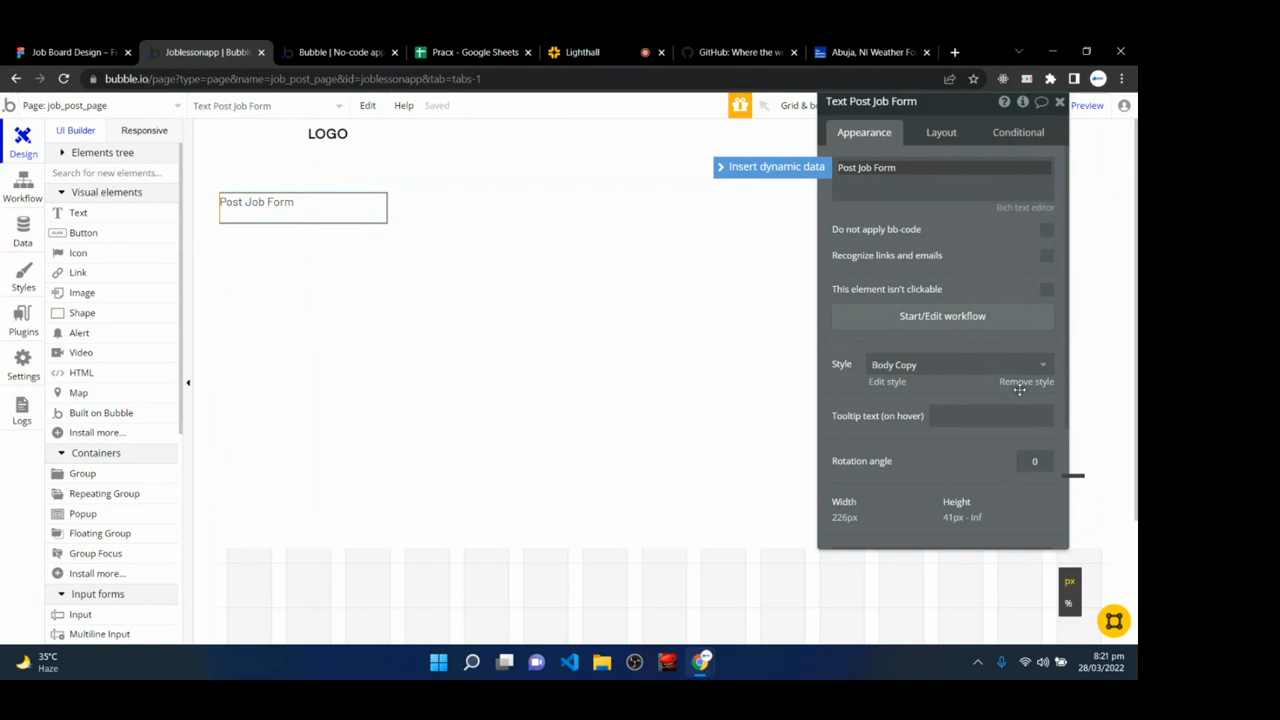 Job Board Design – F
Joblessonapp | Bubbl
Bubble | No-code ap
Pracx - Google Sheets
Lighthall
GitHub: Where the w
Abuja, NI Weather Fo
bubble.io/page?type=page&name=job_post_page&id=joblessonapp&tab=tabs-1
Page: job_post_page
Text Post Job Form
Edit
Help
Saved
Grid & b
Preview
Design
Workflow
Data
Styles
Plugins
Settings
Logs
UI Builder
Responsive
Elements tree
Search for new elements...
Visual elements
Text
Button
Icon
Link
Image
Shape
Alert
Video
HTML
Map
Built on Bubble
Install more...
Containers
Group
Repeating Group
Popup
Floating Group
Group Focus
Install more...
Input forms
Input
Multiline Input
LOGO
Post Job Form
Text Post Job Form
Appearance
Layout
Conditional
Insert dynamic data
Post Job Form
Rich text editor
Do not apply bb-code
Recognize links and emails
This element isn't clickable
Start/Edit workflow
Style
Body Copy
Edit style
Remove style
Tooltip text (on hover)
Rotation angle
0
Width
Height
226px
41px - inf
px
%
35°C
Haze
8:21 pm
28/03/2022